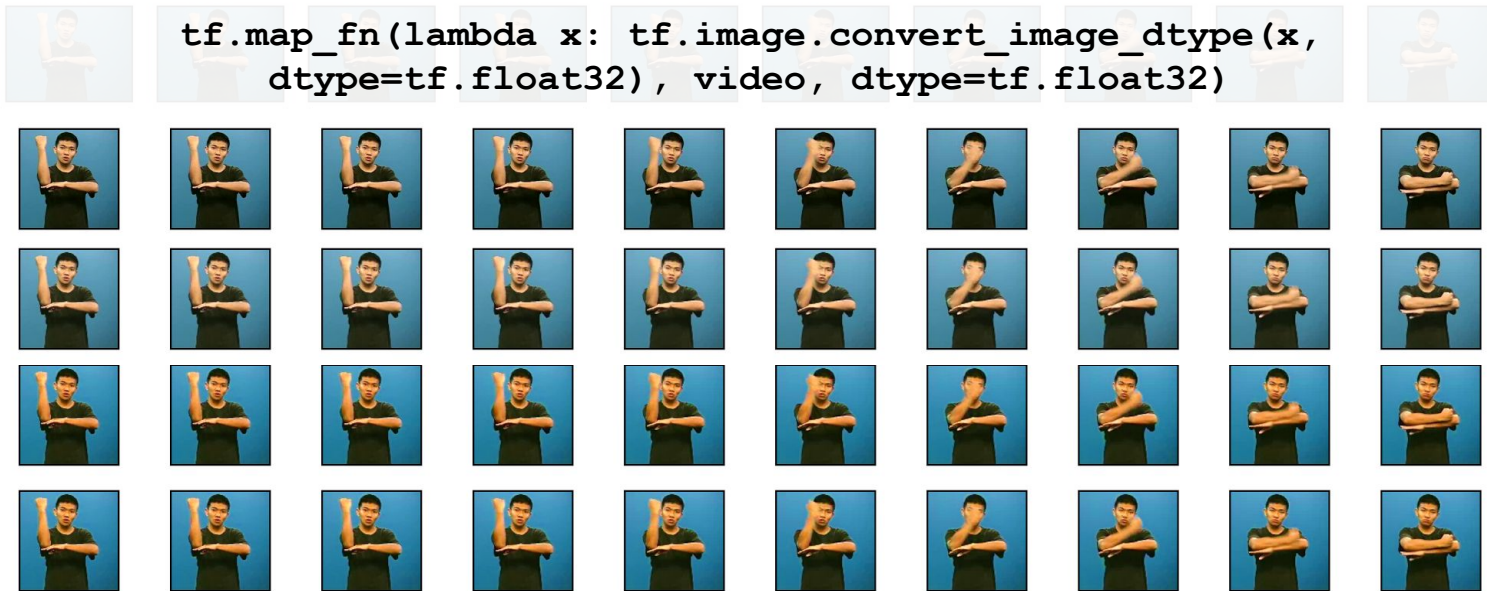 tf.map_fn(lambda x: tf.image.convert_image_dtype(x,
dtype=tf.float32), video, dtype=tf.float32)